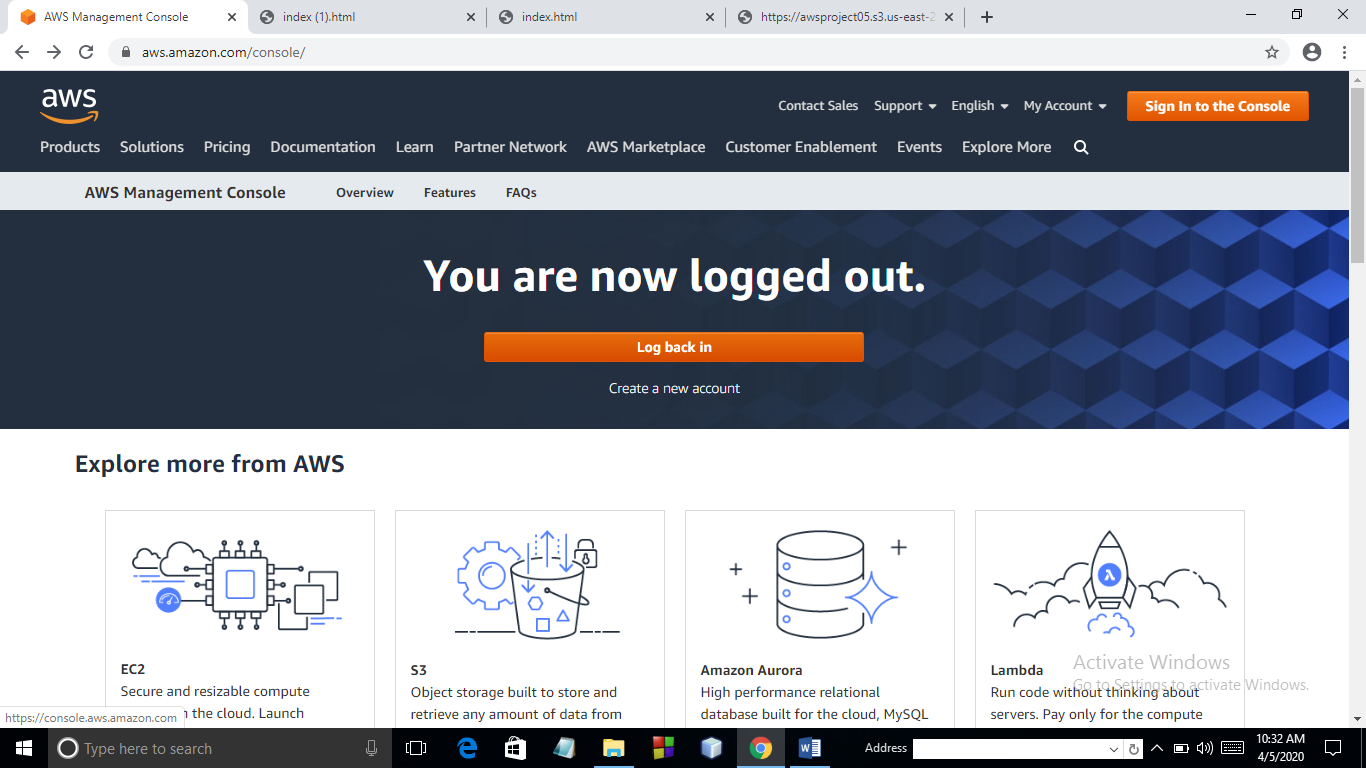 AWS Management Console
index (1).html
index.html
https://awsproject05.s3.us-east-2
aws.amazon.com/console/
aws
Contact Sales Support English My Account Sign In to the Console
Products Solutions Pricing Documentation Learn Partner Network AWS Marketplace Customer Enablement Events Explore More
AWS Management Console Overview Features FAQs
You are now logged out.
Log back in
Create a new account
Explore more from AWS
EC2
Secure and resizable compute
n the cloud. Launch
S3
Object storage built to store and
retrieve any amount of data from
Amazon Aurora
High performance relational
database built for the cloud, MySQL
Lambda
Run code without thinking about
servers. Pay only for the compute
Activate Windows
Go to Settings to activate Windows.
https://console.aws.amazon.com
Type here to search
Address
10:32 AM
4/5/2020